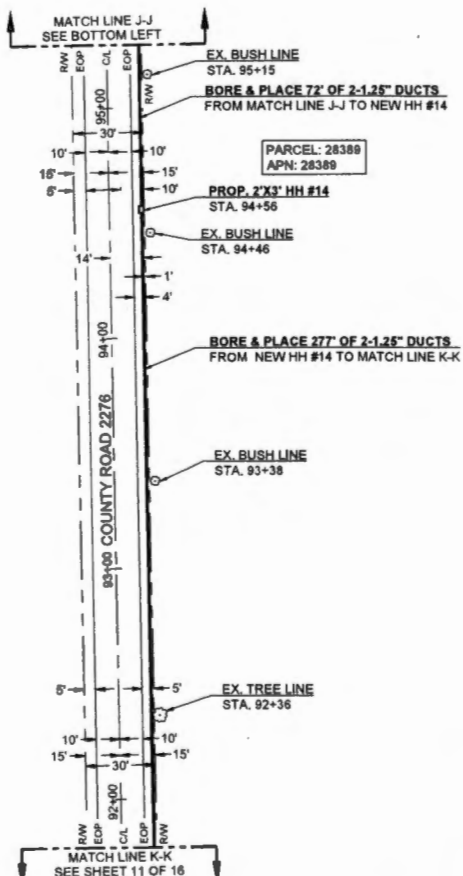 MATCH LINE J-J
SEE BOTTOM LEFT
R/W
EOP
C/L
EOP
R/W
EX. BUSH LINE
STA. 95+15
BORE & PLACE 72' OF 2-1.25" DUCTS
FROM MATCH LINE J-J TO NEW HH #14
95+00
30'
10'
10'
15'
15'
5'
10'
PARCEL: 28389
APN: 28389
PROP. 2'X3' HH #14
STA. 94+56
EX. BUSH LINE
STA. 94+46
14'
1'
4'
94+00
BORE & PLACE 277' OF 2-1.25" DUCTS
FROM NEW HH #14 TO MATCH LINE K-K
COUNTY ROAD 2276
EX. BUSH LINE
STA. 93+38
93+00
5'
5'
EX. TREE LINE
STA. 92+36
10'
10'
15'
15'
30'
92+00
R/W
EOP
C/L
EOP
R/W
MATCH LINE K-K
SEE SHEET 11 OF 16